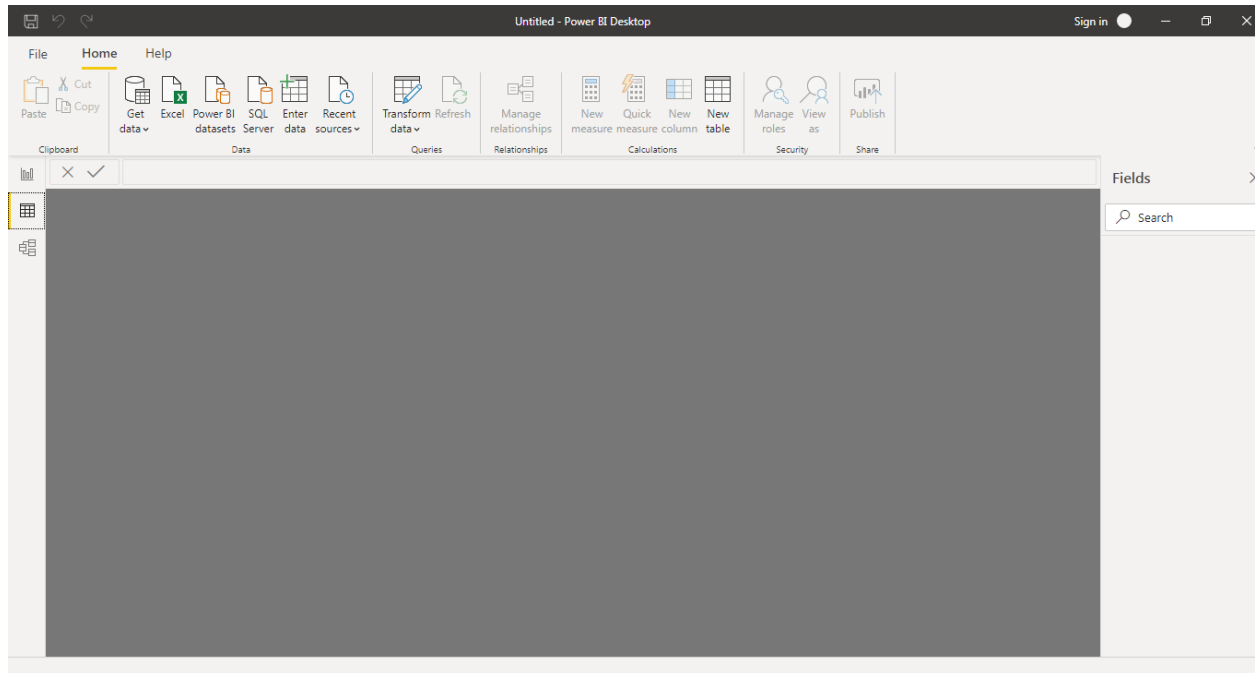 Untitled - Power BI Desktop
Sign in
File Home Help
Paste
Cut
Copy
Clipboard
Get data
Excel
Power BI datasets
SQL Server
Enter data
Recent sources
Data
Transform data
Refresh
Queries
Manage relationships
Relationships
New measure
Quick measure
New column
New table
Calculations
Manage roles
View as
Security
Publish
Share
Fields
Search